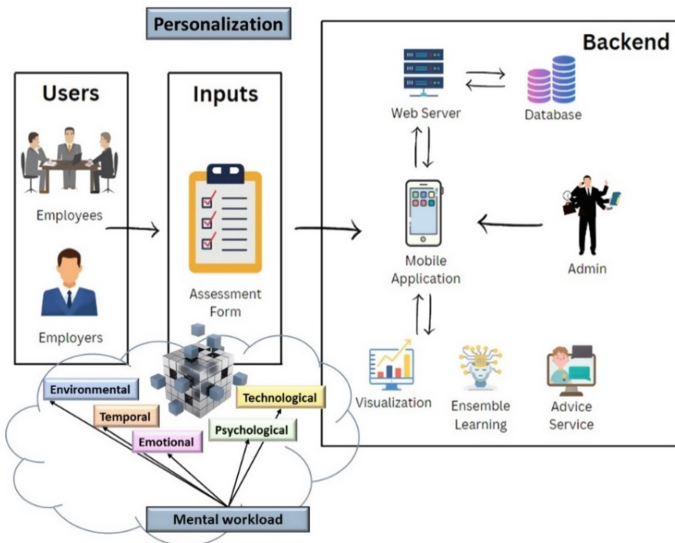 Personalization
Users
Employees
Employers
Inputs
Assessment
Form
Backend
Web Server
Database
Mobile
Application
Admin
Visualization
Ensemble
Learning
Advice
Service
Environmental
Temporal
Emotional
Technological
Psychological
Mental workload